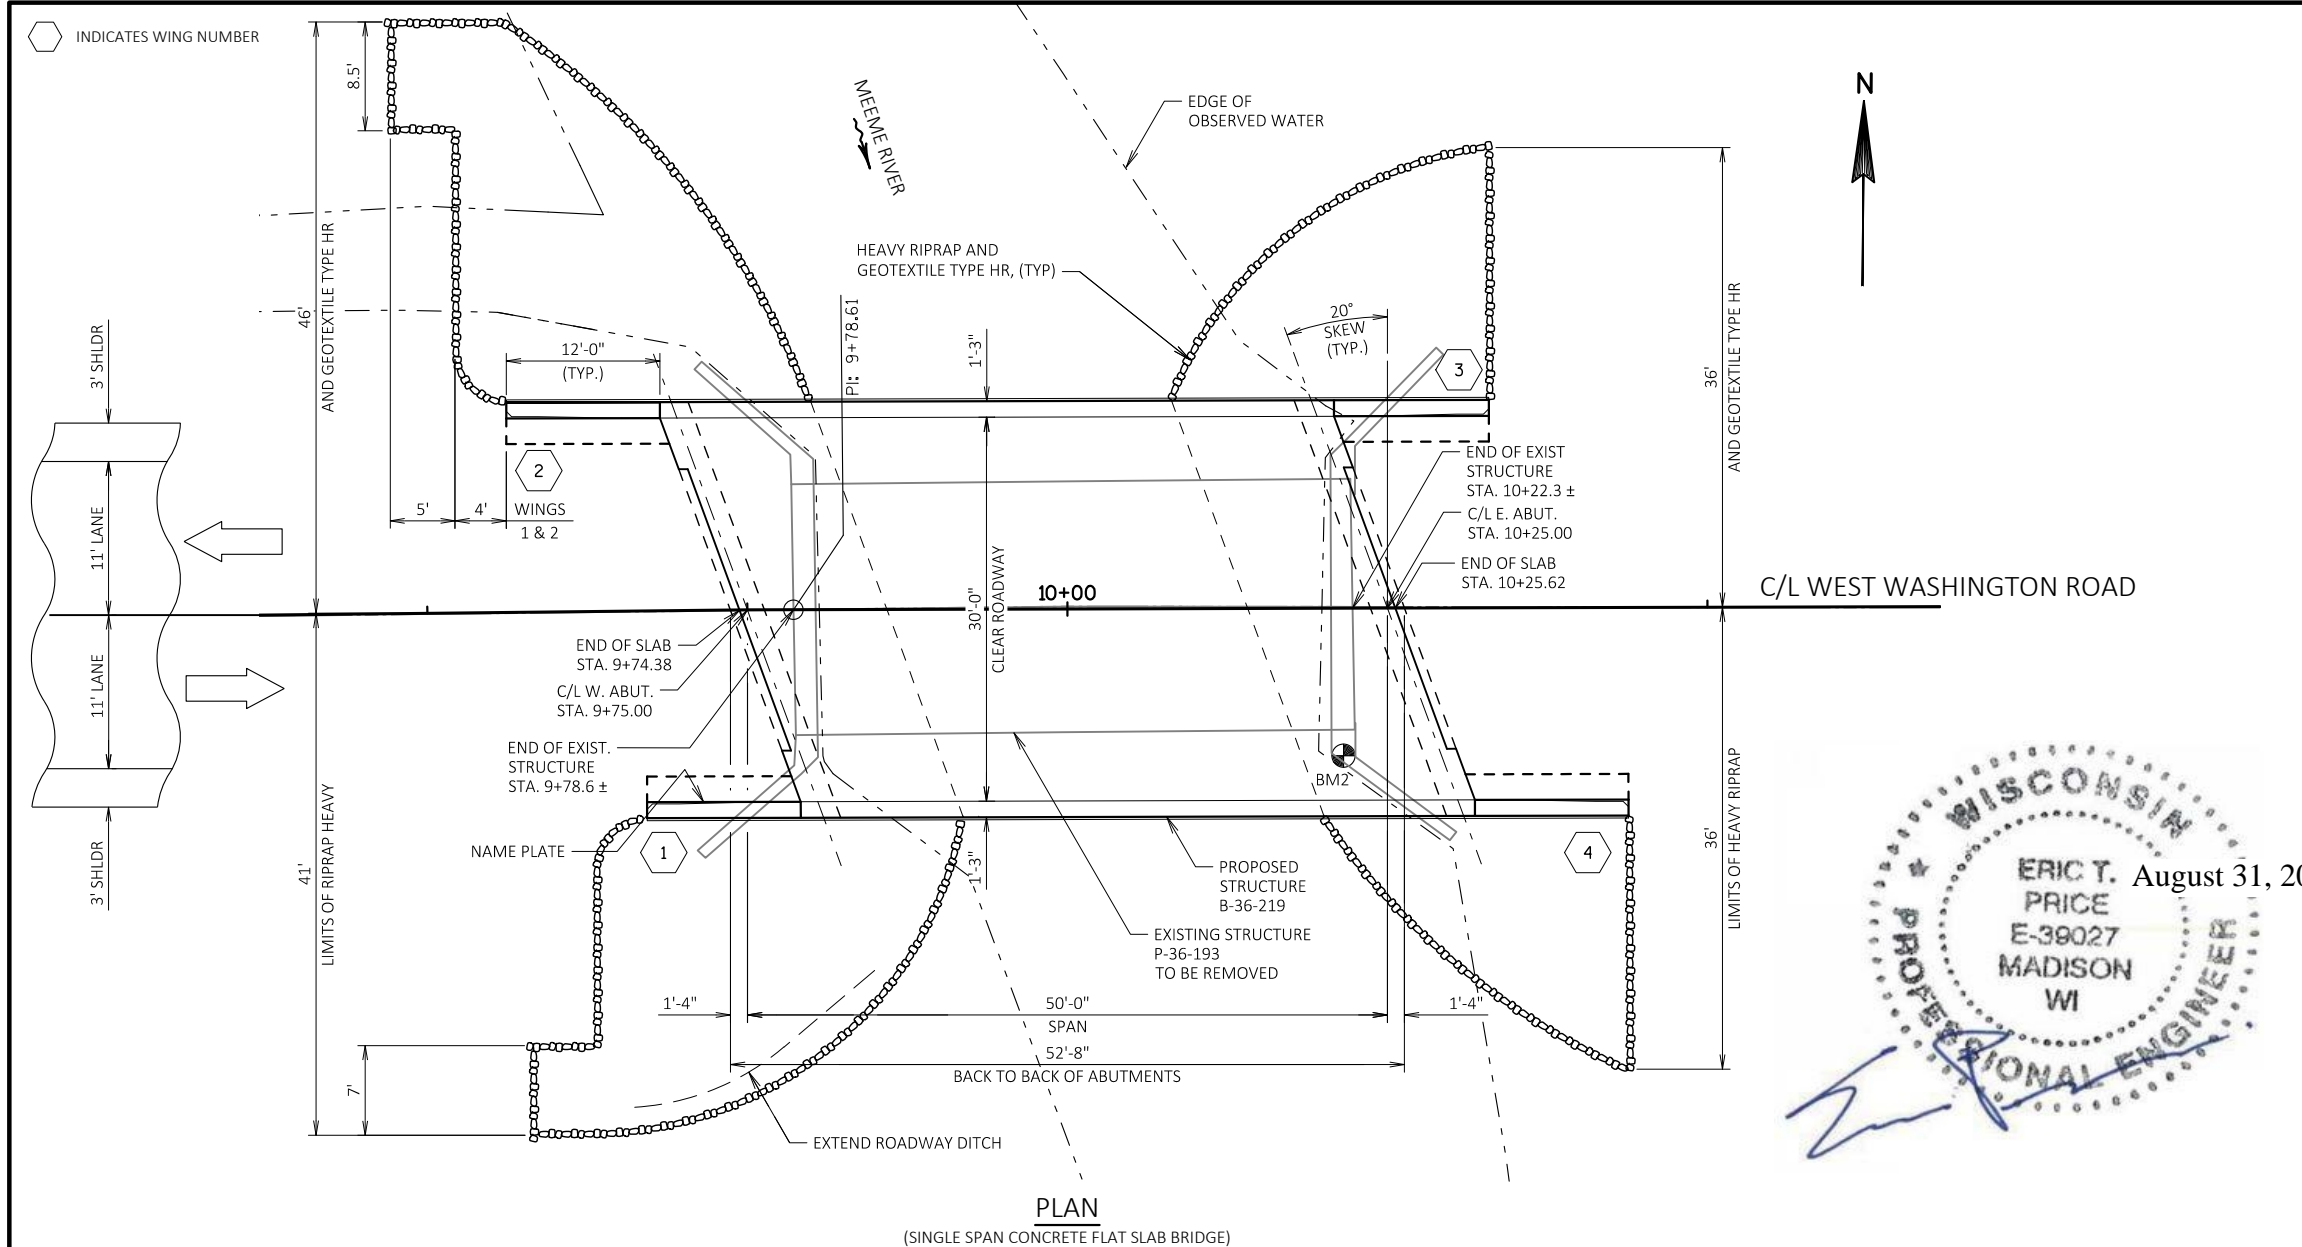 INDICATES WING NUMBER
8.5'
46'
AND GEOTEXTILE TYPE HR
MEEME RIVER
EDGE OF
OBSERVED WATER
N
HEAVY RIPRAP AND
GEOTEXTILE TYPE HR, (TYP)
PI: 9+78.61
1'-3"
20°
SKEW
(TYP.)
3
36'
AND GEOTEXTILE TYPE HR
12'-0"
(TYP.)
3' SHLDR
11' LANE
11' LANE
3' SHLDR
2
5'
4'
WINGS
1 & 2
END OF EXIST
STRUCTURE
STA. 10+22.3 ±
C/L E. ABUT.
STA. 10+25.00
END OF SLAB
STA. 10+25.62
30'-0"
CLEAR ROADWAY
10+00
C/L WEST WASHINGTON ROAD
END OF SLAB
STA. 9+74.38
C/L W. ABUT.
STA. 9+75.00
END OF EXIST.
STRUCTURE
STA. 9+78.6 ±
BM2
NAME PLATE
1
1'-3"
4
41'
LIMITS OF RIPRAP HEAVY
36'
LIMITS OF HEAVY RIPRAP
PROPOSED
STRUCTURE
B-36-219
EXISTING STRUCTURE
P-36-193
TO BE REMOVED
1'-4"
50'-0"
1'-4"
SPAN
52'-8"
BACK TO BACK OF ABUTMENTS
7'
EXTEND ROADWAY DITCH
WISCONSIN
ERIC T.
PRICE
E-39027
MADISON
WI
PROFESSIONAL ENGINEER
August 31, 20
PLAN
(SINGLE SPAN CONCRETE FLAT SLAB BRIDGE)